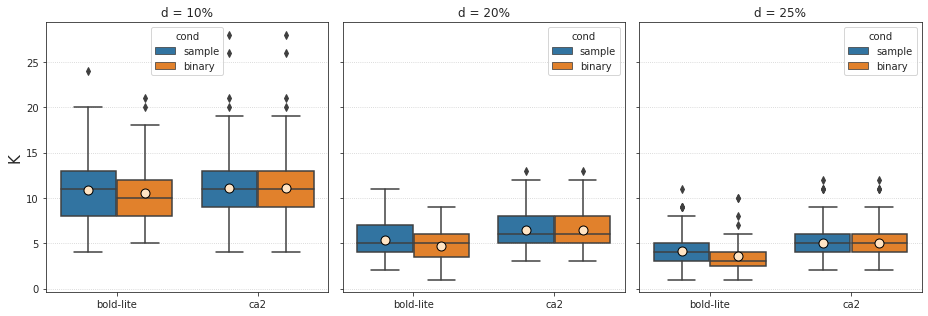 d = 10%
d = 20%
d = 25%
cond
sample
binary
cond
sample
binary
cond
sample
binary
K
25
20
15
10
5
0
bold-lite
ca2
bold-lite
ca2
bold-lite
ca2